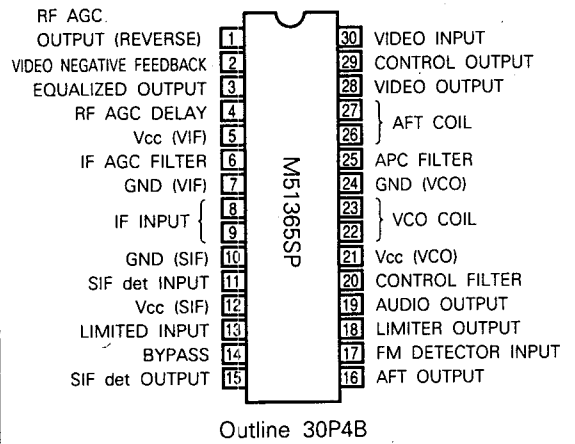 RF AGC
OUTPUT (REVERSE) 1
VIDEO NEGATIVE FEEDBACK 2
EQUALIZED OUTPUT 3
RF AGC DELAY 4
Vcc (VIF) 5
IF AGC FILTER 6
GND (VIF) 7
IF INPUT 8
9
GND (SIF) 10
SIF det INPUT 11
Vcc (SIF) 12
LIMITED INPUT 13
BYPASS 14
SIF det OUTPUT 15
M51365SP
30 VIDEO INPUT
29 CONTROL OUTPUT
28 VIDEO OUTPUT
27
26 AFT COIL
25 APC FILTER
24 GND (VCO)
23
22 VCO COIL
21 Vcc (VCO)
20 CONTROL FILTER
19 AUDIO OUTPUT
18 LIMITER OUTPUT
17 FM DETECTOR INPUT
16 AFT OUTPUT
Outline 30P4B